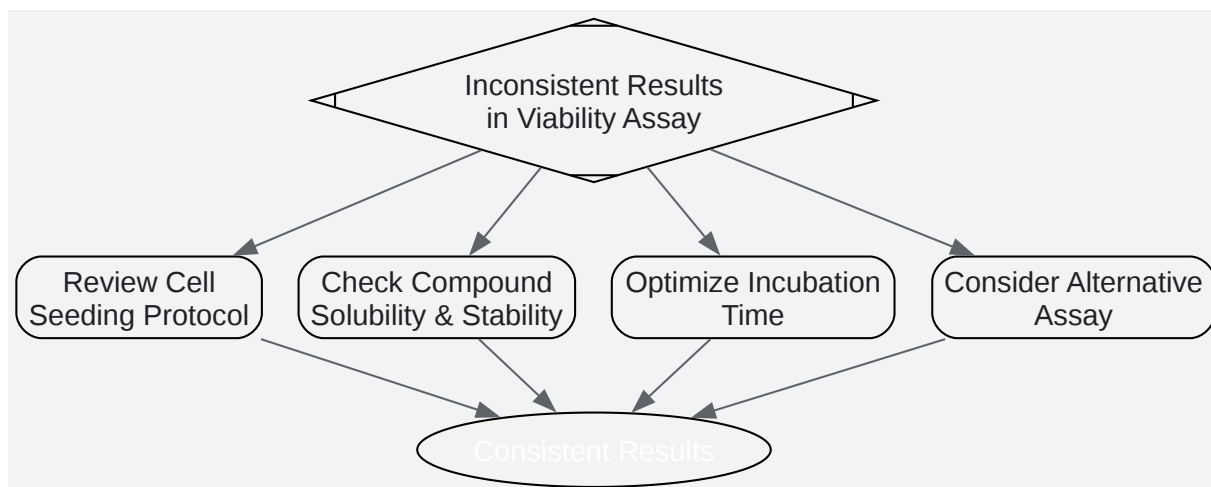 Inconsistent Results
in Viability Assay
Review Cell
Seeding Protocol
Check Compound
Solubility & Stability
Optimize Incubation
Time
Consider Alternative
Assay
Consistent Results